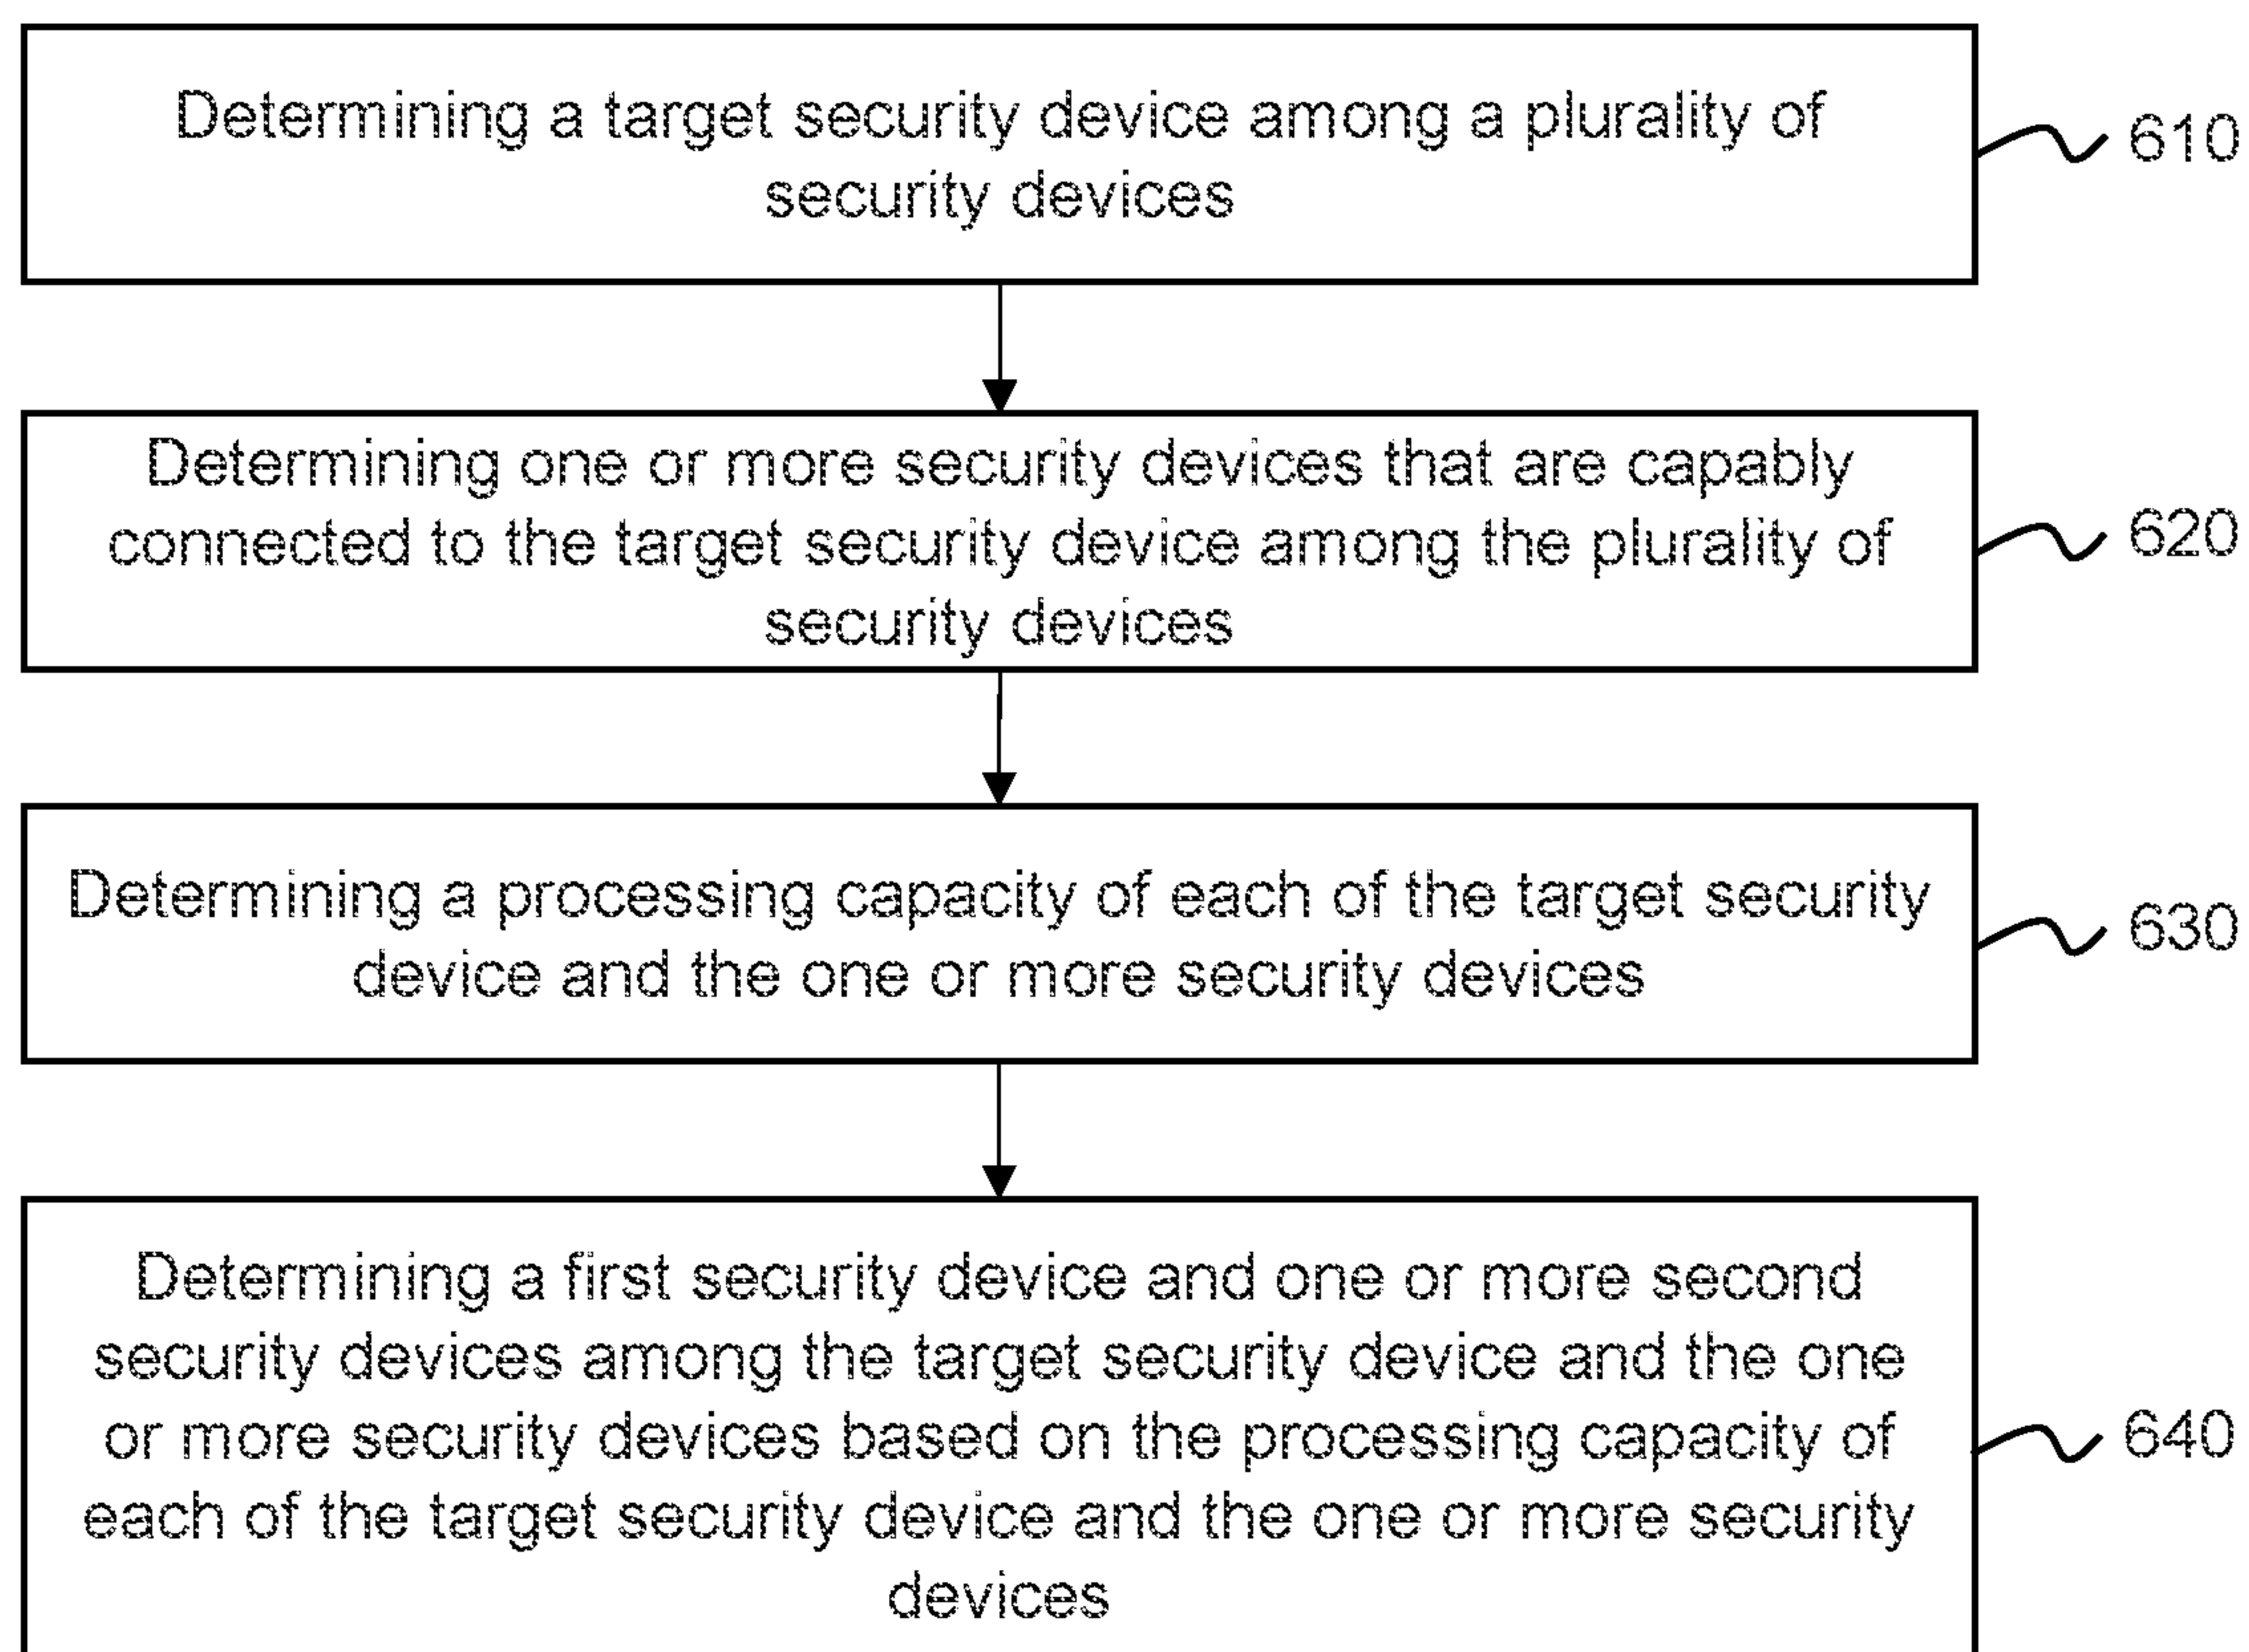 Determining a target security device among a plurality of
security devices
610
Determining one or more security devices that are capably
connected to the target security device among the plurality of
security devices
620
Determining a processing capacity of each of the target security
device and the one or more security devices
630
Determining a first security device and one or more second
security devices among the target security device and the one
or more security devices based on the processing capacity of
each of the target security device and the one or more security
devices
640